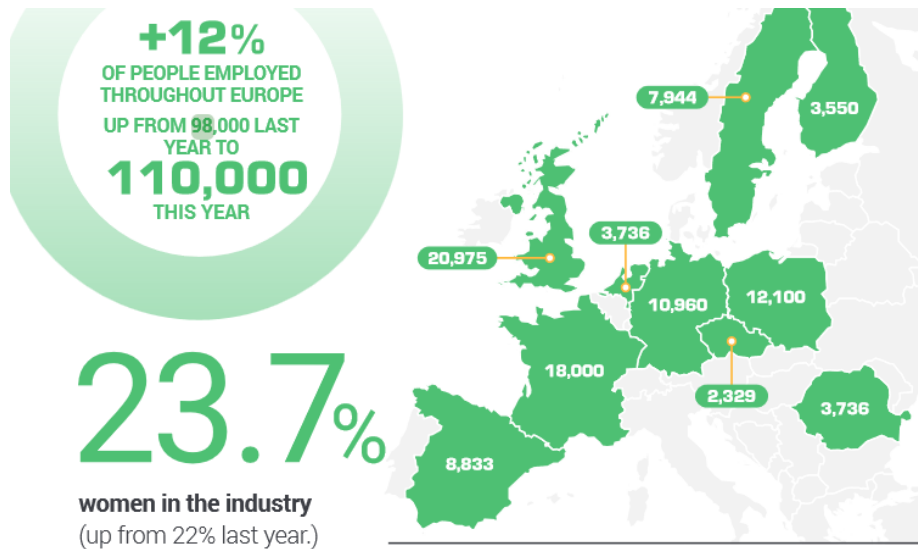 +12%
OF PEOPLE EMPLOYED
THROUGHOUT EUROPE
UP FROM 98,000 LAST
YEAR TO
110,000
THIS YEAR
23.7%
women in the industry
(up from 22% last year.)
7,944
3,550
3,736
20,975
10,960
12,100
18,000
2,329
3,736
8,833